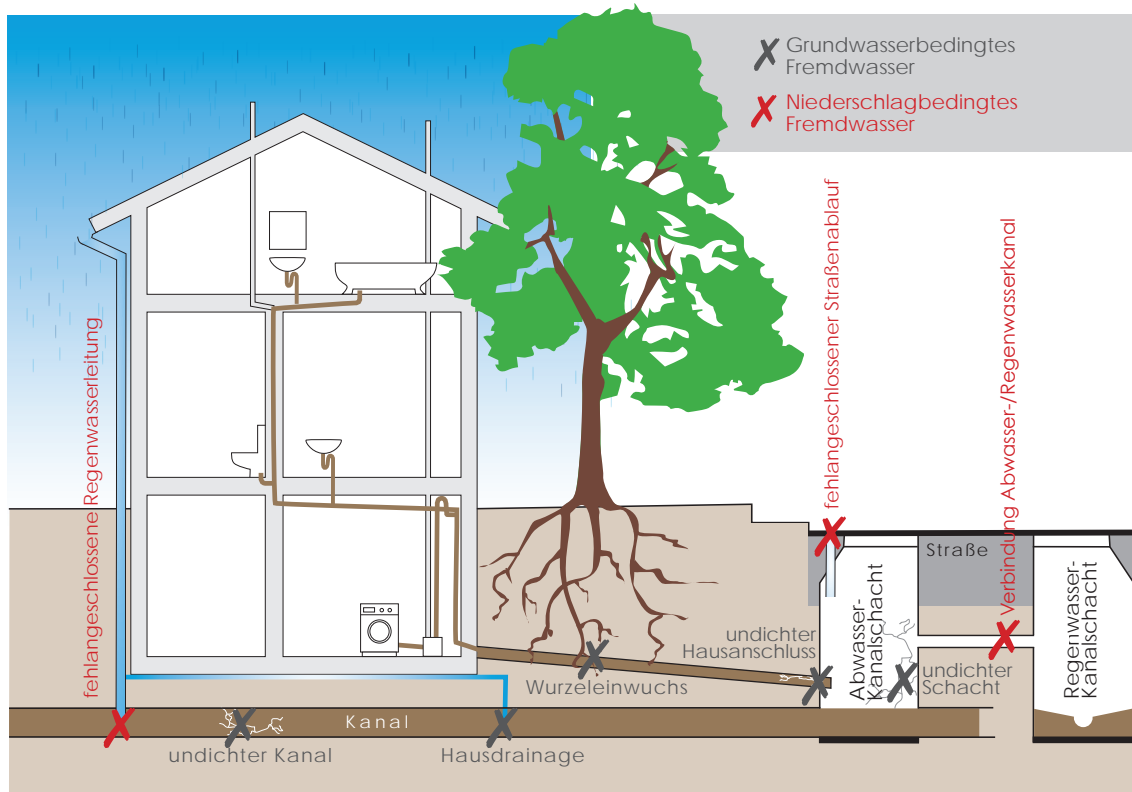 Grundwasserbedingtes
Fremdwasser
Niederschlagbedingtes
Fremdwasser
fehlangeschlossene Regenwasserleitung
fehlangeschlossener Straßenablauf
Verbindung Abwasser-/Regenwasserkanal
Straße
Abwasser-
Kanalschacht
Regenwasser-
Kanalschacht
undichter
Hausanschluss
undichter
Schacht
Wurzeleinwuchs
Kanal
undichter Kanal
Hausdrainage